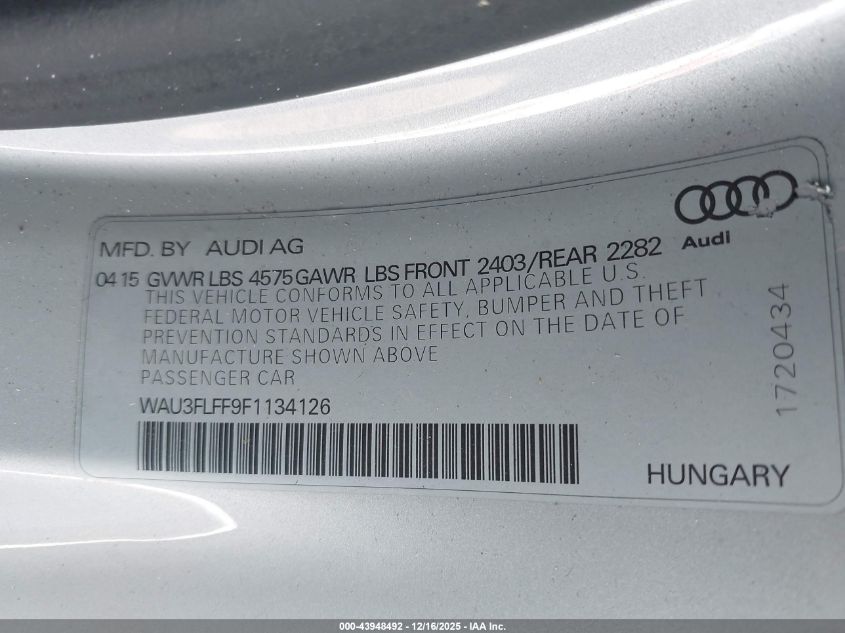 Audi
MFD. BY AUDI AG
04 15 GVWR LBS 4575 GAWR LBS FRONT 2403/REAR 2282
THIS VEHICLE CONFORMS TO ALL APPLICABLE U.S.
FEDERAL MOTOR VEHICLE SAFETY, BUMPER AND THEFT
PREVENTION STANDARDS IN EFFECT ON THE DATE OF
MANUFACTURE SHOWN ABOVE
PASSENGER CAR
WAU3FLFF9F1134126
1720434
HUNGARY
000-43948492 - 12/16/2025 - IAA Inc.